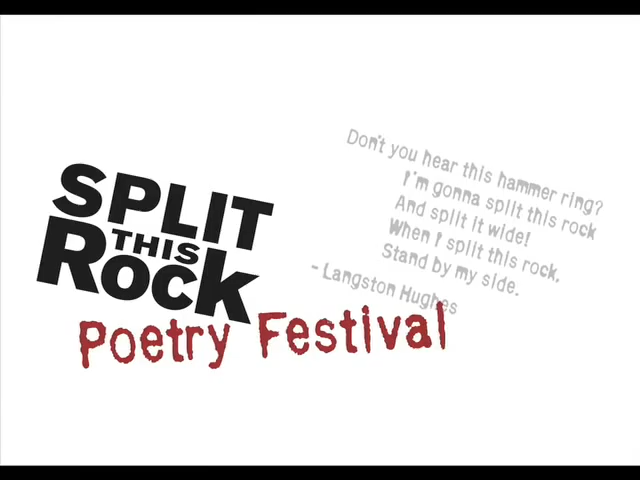 SPLIT
THIS
ROCK
Poetry Festival
Don't you hear this hammer ring?
I'm gonna split this rock
And split it wide!
When I split this rock,
Stand by my side.
- Langston Hughes